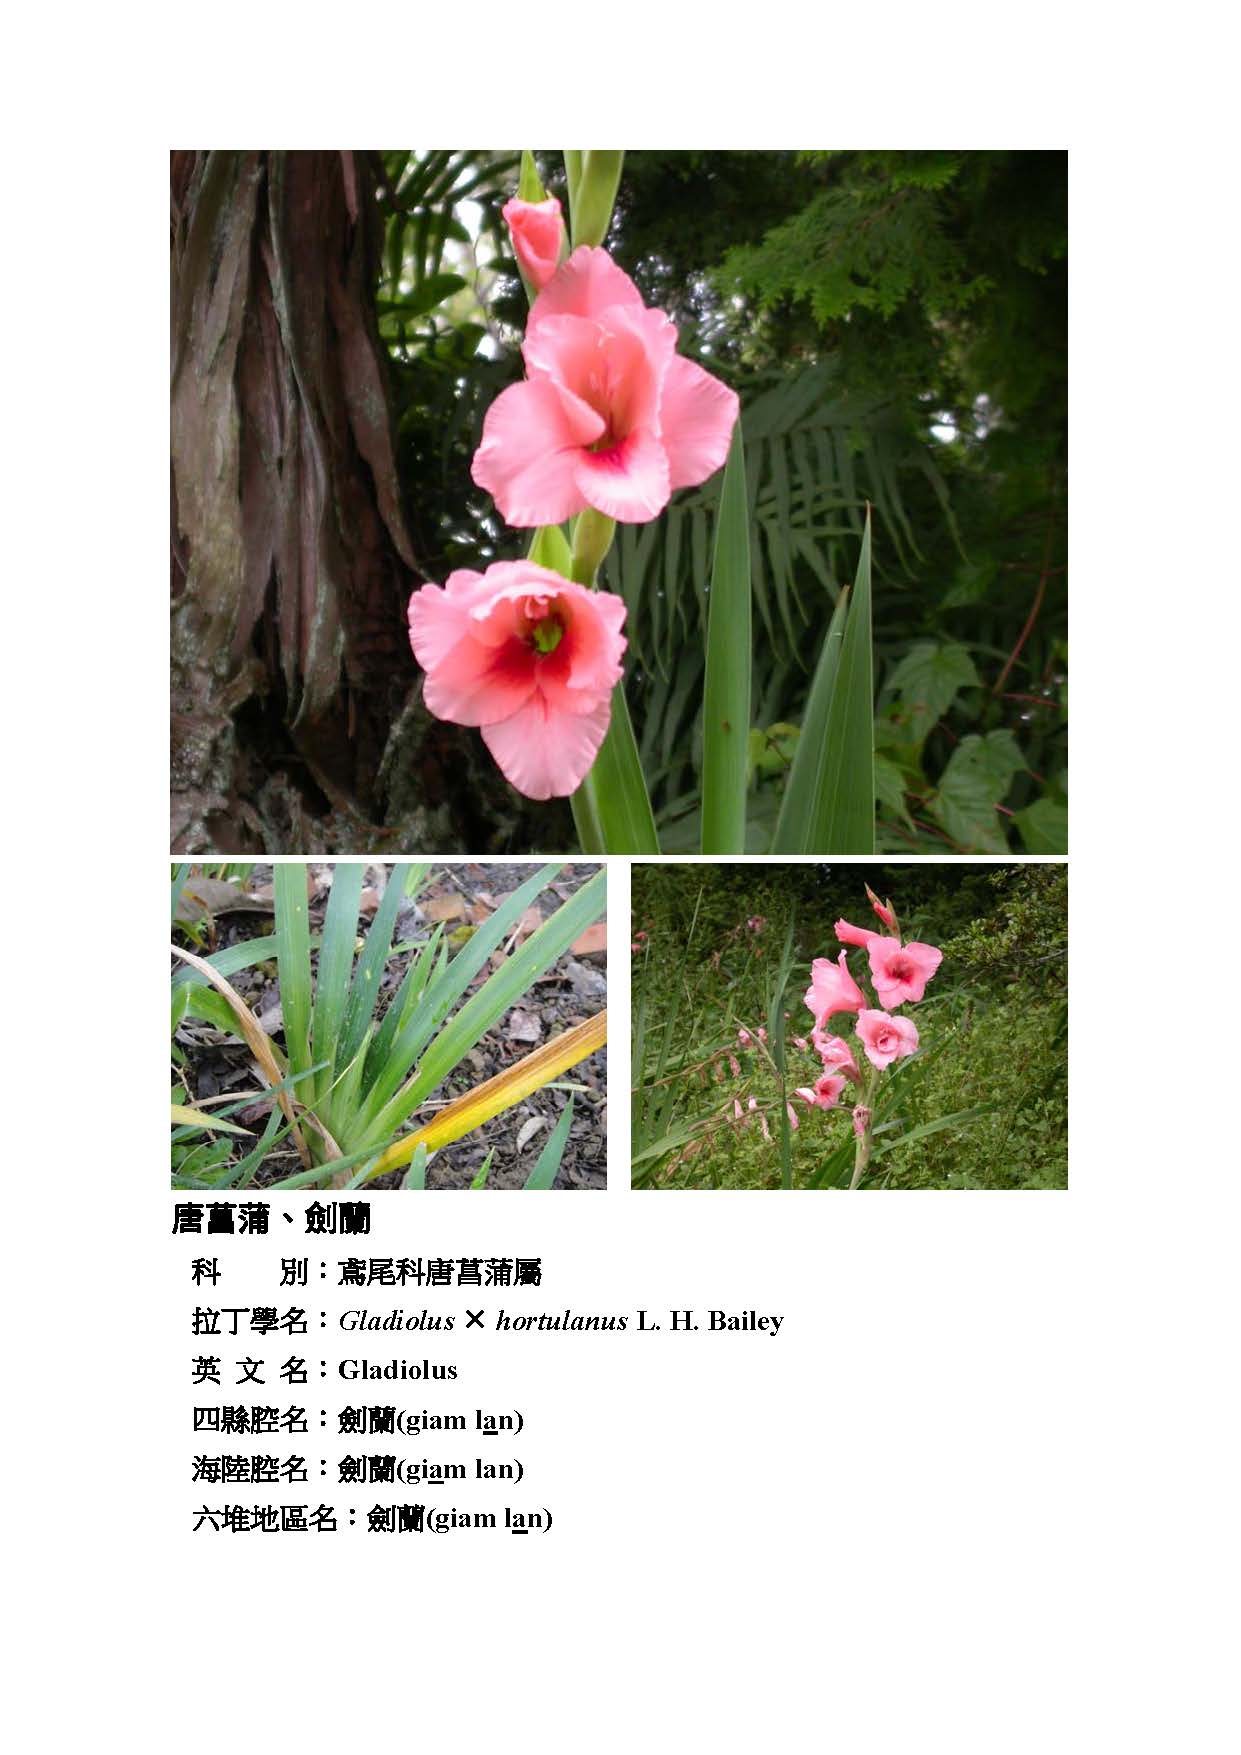 唐菖蒲、劍蘭
科　　別：鳶尾科唐菖蒲屬
拉丁學名：Gladiolus × hortulanus L. H. Bailey
英 文 名：Gladiolus
四縣腔名：劍蘭(giam lan)
海陸腔名：劍蘭(giam lan)
六堆地區名：劍蘭(giam lan)